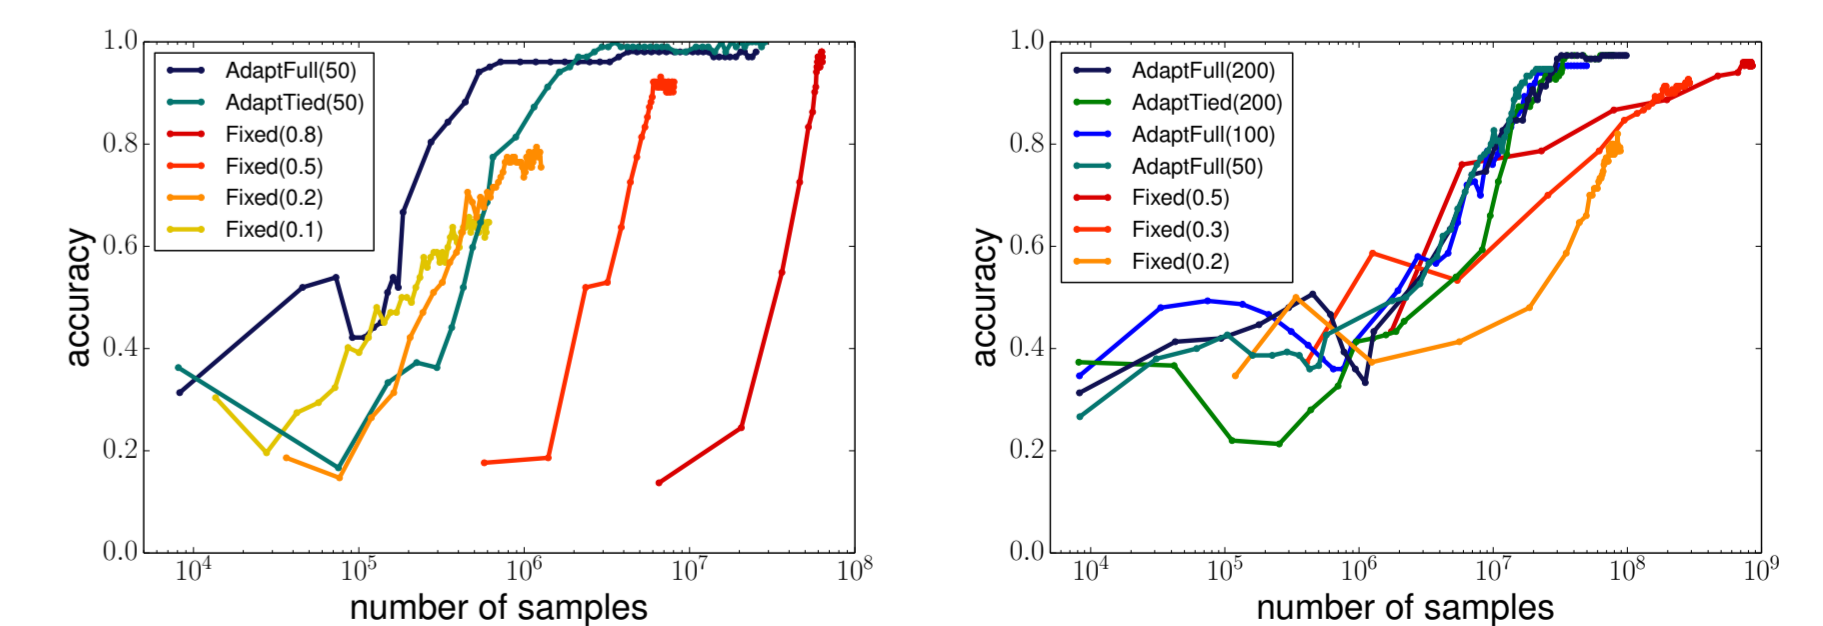 1.0
0.8
0.6
0.4
0.2
0.0
accuracy
AdaptFull(50)
AdaptTied(50)
Fixed(0.8)
Fixed(0.5)
Fixed(0.2)
Fixed(0.1)
10^4 10^5 10^6 10^7 10^8
number of samples
1.0
0.8
0.6
0.4
0.2
0.0
accuracy
AdaptFull(200)
AdaptTied(200)
AdaptFull(100)
AdaptFull(50)
Fixed(0.5)
Fixed(0.3)
Fixed(0.2)
10^4 10^5 10^6 10^7 10^8 10^9
number of samples